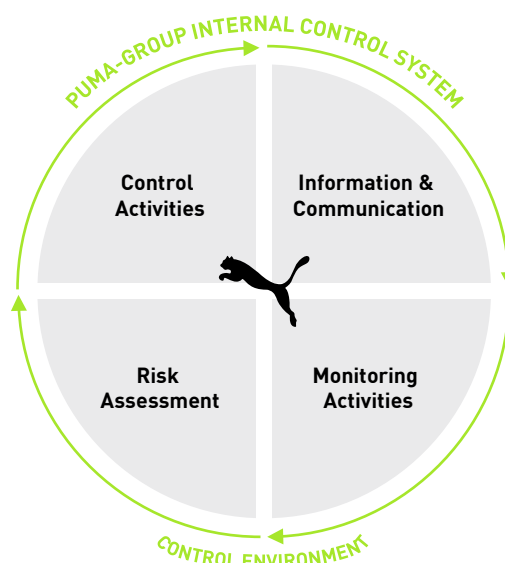 PUMA-GROUP INTERNAL CONTROL SYSTEM
Control
Activities
Information &
Communication
Risk
Assessment
Monitoring
Activities
CONTROL ENVIRONMENT